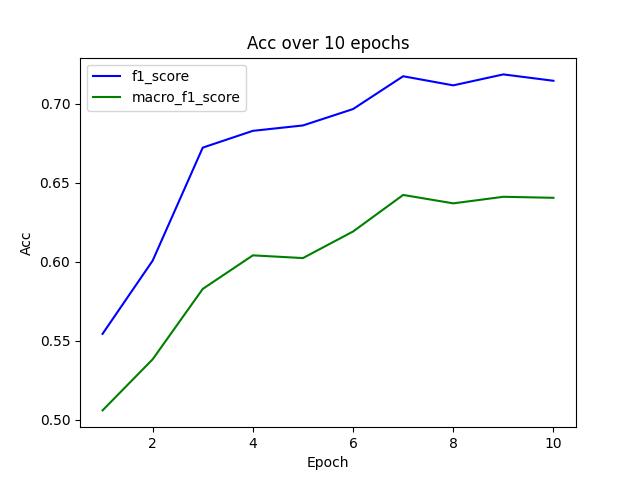 Acc over 10 epochs
f1_score
macro_f1_score
0.70
0.65
0.60
0.55
0.50
Acc
2 4 6 8 10
Epoch